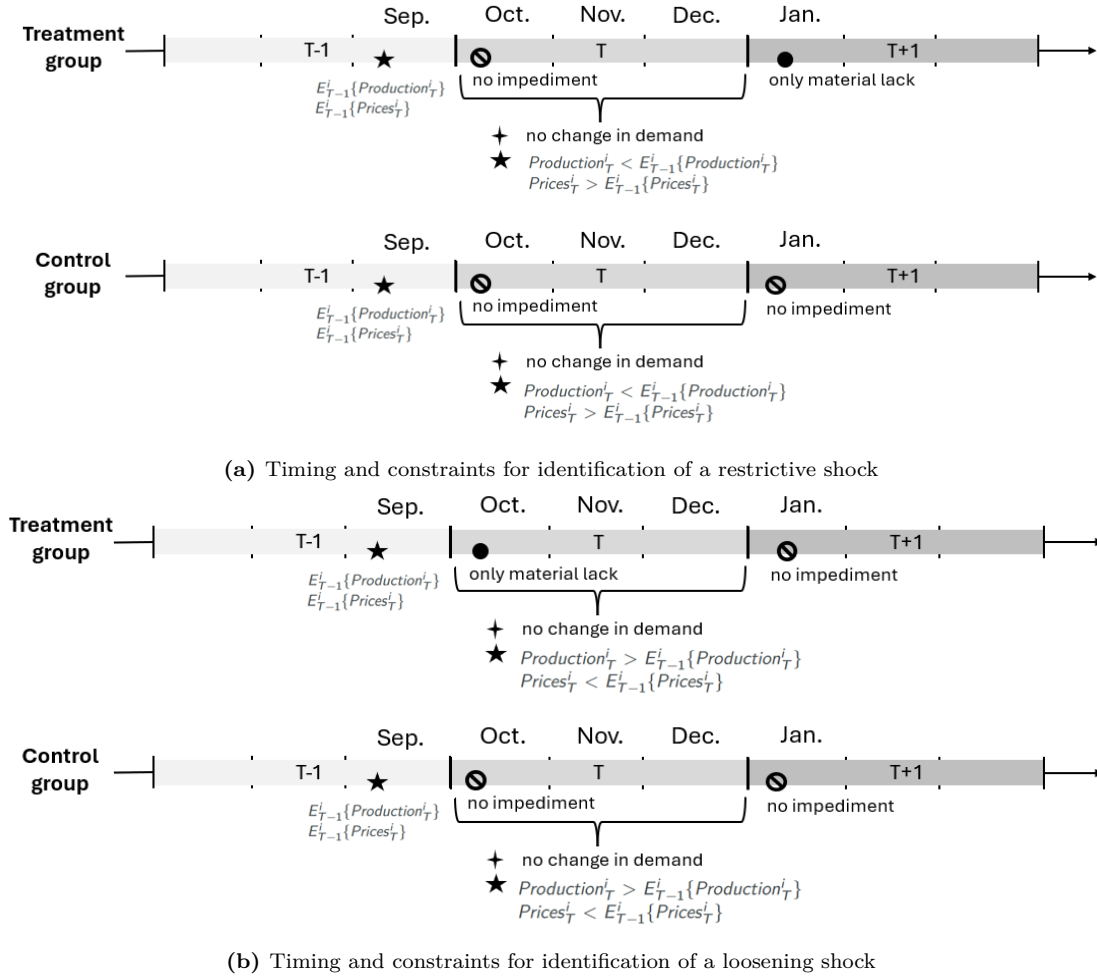 Sep. Oct. Nov. Dec. Jan.
Treatment group
T-1 T T+1
no impediment only material lack
E^i_{T−1}{Production^i_T}
E^i_{T−1}{Prices^i_T}
no change in demand
Production^i_T < E^i_{T−1}{Production^i_T}
Prices^i_T > E^i_{T−1}{Prices^i_T}
Sep. Oct. Nov. Dec. Jan.
Control group
T-1 T T+1
no impediment no impediment
E^i_{T−1}{Production^i_T}
E^i_{T−1}{Prices^i_T}
no change in demand
Production^i_T < E^i_{T−1}{Production^i_T}
Prices^i_T > E^i_{T−1}{Prices^i_T}
(a) Timing and constraints for identification of a restrictive shock
Sep. Oct. Nov. Dec. Jan.
Treatment group
T-1 T T+1
only material lack no impediment
E^i_{T−1}{Production^i_T}
E^i_{T−1}{Prices^i_T}
no change in demand
Production^i_T > E^i_{T−1}{Production^i_T}
Prices^i_T < E^i_{T−1}{Prices^i_T}
Sep. Oct. Nov. Dec. Jan.
Control group
T-1 T T+1
no impediment no impediment
E^i_{T−1}{Production^i_T}
E^i_{T−1}{Prices^i_T}
no change in demand
Production^i_T > E^i_{T−1}{Production^i_T}
Prices^i_T < E^i_{T−1}{Prices^i_T}
(b) Timing and constraints for identification of a loosening shock